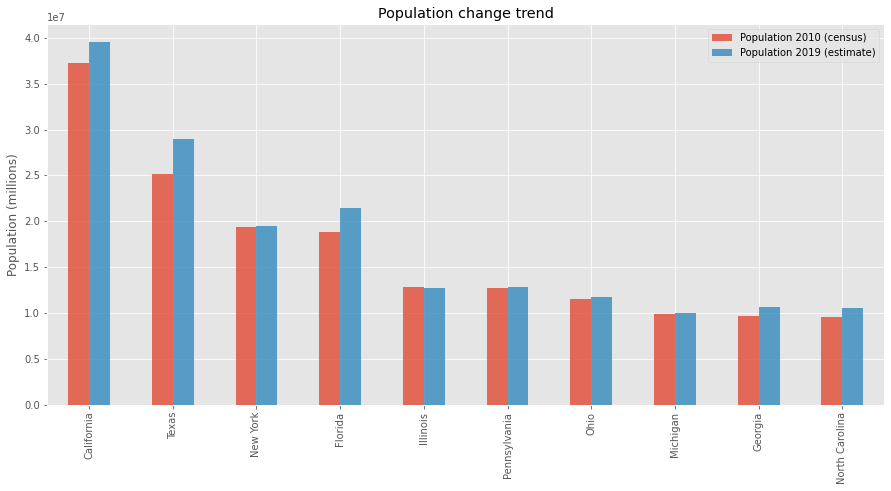 Population change trend
1e7
Population 2010 (census)
Population 2019 (estimate)
Population (millions)
4.0
3.5
3.0
2.5
2.0
1.5
1.0
0.5
0.0
California
Texas
New York
Florida
Illinois
Pennsylvania
Ohio
Michigan
Georgia
North Carolina